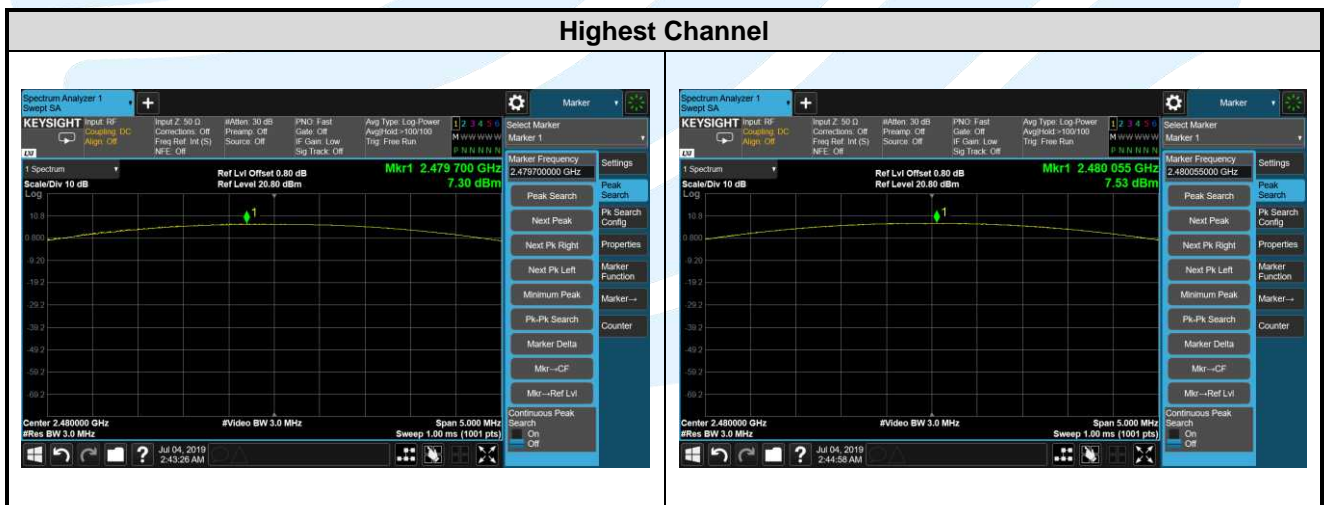 Highest Channel
Spectrum Analyzer 1
Swept SA
+
Marker
KEYSIGHT
Input: RF
Coupling: DC
Align: Off
Input Z: 50 Ω
Corrections: Off
Freq Ref: Int (S)
NFE: Off
#Atten: 30 dB
Preamp: Off
Source: Off
PNO: Fast
Gate: Off
IF Gain: Low
Sig Track: Off
Avg Type: Log-Power
Avg|Hold:>100/100
Trig: Free Run
1 2 3 4 5 6
M W W W W W
P N N N N N
LXI
Select Marker
Marker 1
1 Spectrum
Scale/Div 10 dB
Log
Ref Lvl Offset 0.80 dB
Ref Level 20.80 dBm
Mkr1 2.479 700 GHz
7.30 dBm
Marker Frequency
2.479700000 GHz
Settings
Peak Search
Peak Search
Next Peak
Pk Search Config
Next Pk Right
Properties
Next Pk Left
Marker Function
Minimum Peak
Marker→
Pk-Pk Search
Counter
Marker Delta
Mkr→CF
Mkr→Ref Lvl
Continuous Peak Search
On
Off
1
10.8
0.800
-9.20
-19.2
-29.2
-39.2
-49.2
-59.2
-69.2
Center 2.480000 GHz
#Res BW 3.0 MHz
#Video BW 3.0 MHz
Span 5.000 MHz
Sweep 1.00 ms (1001 pts)
?
Jul 04, 2019
2:43:26 AM
Spectrum Analyzer 1
Swept SA
+
Marker
KEYSIGHT
Input: RF
Coupling: DC
Align: Off
Input Z: 50 Ω
Corrections: Off
Freq Ref: Int (S)
NFE: Off
#Atten: 30 dB
Preamp: Off
Source: Off
PNO: Fast
Gate: Off
IF Gain: Low
Sig Track: Off
Avg Type: Log-Power
Avg|Hold:>100/100
Trig: Free Run
1 2 3 4 5 6
M W W W W W
P N N N N N
LXI
Select Marker
Marker 1
1 Spectrum
Scale/Div 10 dB
Log
Ref Lvl Offset 0.80 dB
Ref Level 20.80 dBm
Mkr1 2.480 055 GHz
7.53 dBm
Marker Frequency
2.480055000 GHz
Settings
Peak Search
Peak Search
Next Peak
Pk Search Config
Next Pk Right
Properties
Next Pk Left
Marker Function
Minimum Peak
Marker→
Pk-Pk Search
Counter
Marker Delta
Mkr→CF
Mkr→Ref Lvl
Continuous Peak Search
On
Off
1
10.8
0.800
-9.20
-19.2
-29.2
-39.2
-49.2
-59.2
-69.2
Center 2.480000 GHz
#Res BW 3.0 MHz
#Video BW 3.0 MHz
Span 5.000 MHz
Sweep 1.00 ms (1001 pts)
?
Jul 04, 2019
2:44:58 AM